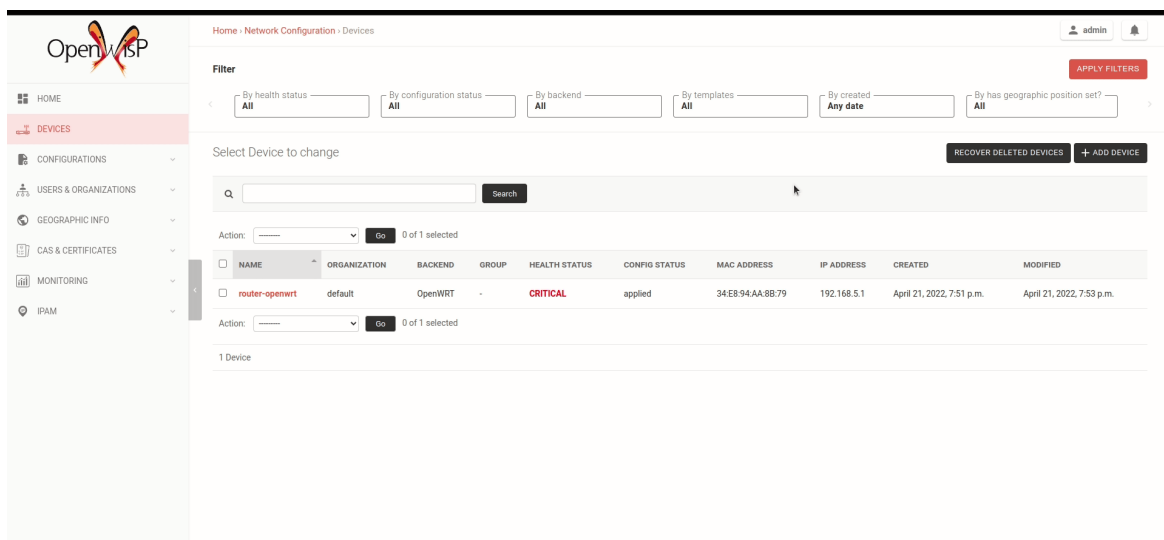 OpenWISP
Home › Network Configuration › Devices
admin
Filter
APPLY FILTERS
By health status
All
By configuration status
All
By backend
All
By templates
All
By created
Any date
By has geographic position set?
All
HOME
DEVICES
CONFIGURATIONS
USERS & ORGANIZATIONS
GEOGRAPHIC INFO
CAS & CERTIFICATES
MONITORING
IPAM
Select Device to change
RECOVER DELETED DEVICES
+ ADD DEVICE
Search
Action: --------- Go 0 of 1 selected
NAME ORGANIZATION BACKEND GROUP HEALTH STATUS CONFIG STATUS MAC ADDRESS IP ADDRESS CREATED MODIFIED
router-openwrt default OpenWRT - CRITICAL applied 34:E8:94:AA:8B:79 192.168.5.1 April 21, 2022, 7:51 p.m. April 21, 2022, 7:53 p.m.
Action: --------- Go 0 of 1 selected
1 Device